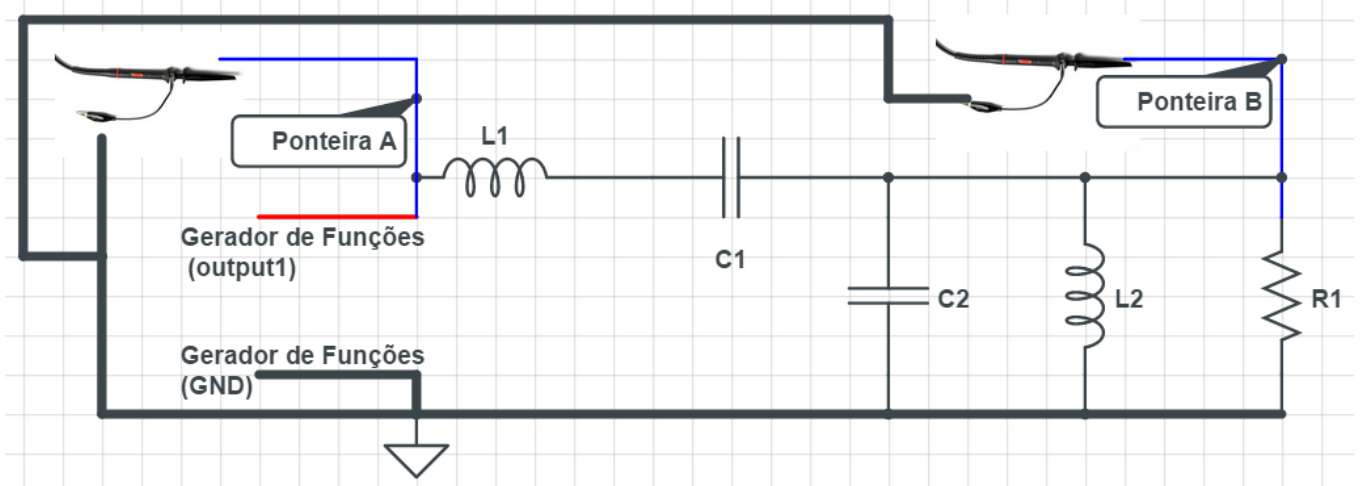 Ponteira A
L1
Ponteira B
Gerador de Funções
(output1)
C1
C2
L2
R1
Gerador de Funções
(GND)